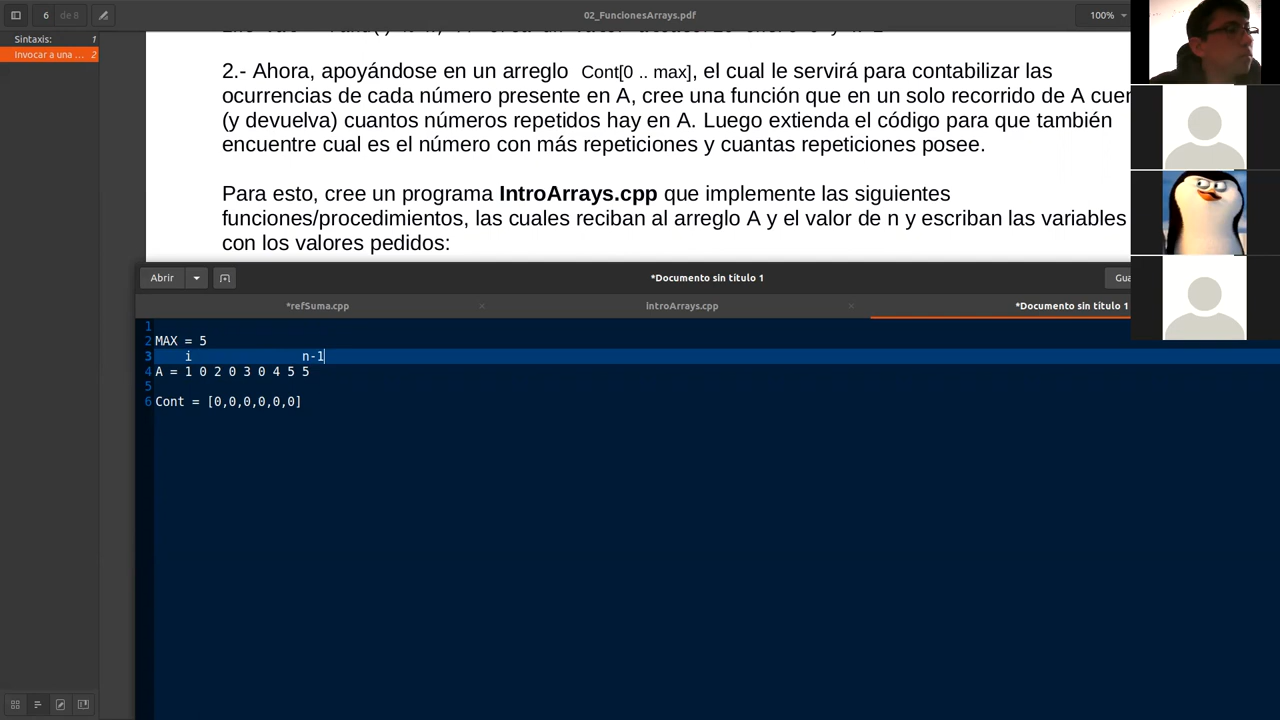 6 de 8
02_FuncionesArrays.pdf
100%
Sintaxis: 1
Invocar a una ... 2
2.- Ahora, apoyándose en un arreglo Cont[0 .. max], el cual le servirá para contabilizar las
ocurrencias de cada número presente en A, cree una función que en un solo recorrido de A cuen
(y devuelva) cuantos números repetidos hay en A. Luego extienda el código para que también
encuentre cual es el número con más repeticiones y cuantas repeticiones posee.
Para esto, cree un programa IntroArrays.cpp que implemente las siguientes
funciones/procedimientos, las cuales reciban al arreglo A y el valor de n y escriban las variables
con los valores pedidos:
Abrir
*Documento sin título 1
Gua
*refSuma.cpp
introArrays.cpp
*Documento sin título 1
1
2 MAX = 5
3 i n-1
4 A = 1 0 2 0 3 0 4 5 5
5
6 Cont = [0,0,0,0,0,0]